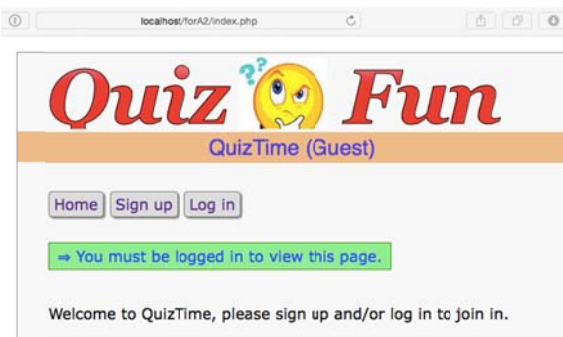 localhost/forA2/index.php
Quiz ?? Fun
QuizTime (Guest)
Home Sign up Log in
⇒ You must be logged in to view this page.
Welcome to QuizTime, please sign up and/or log in to join in.